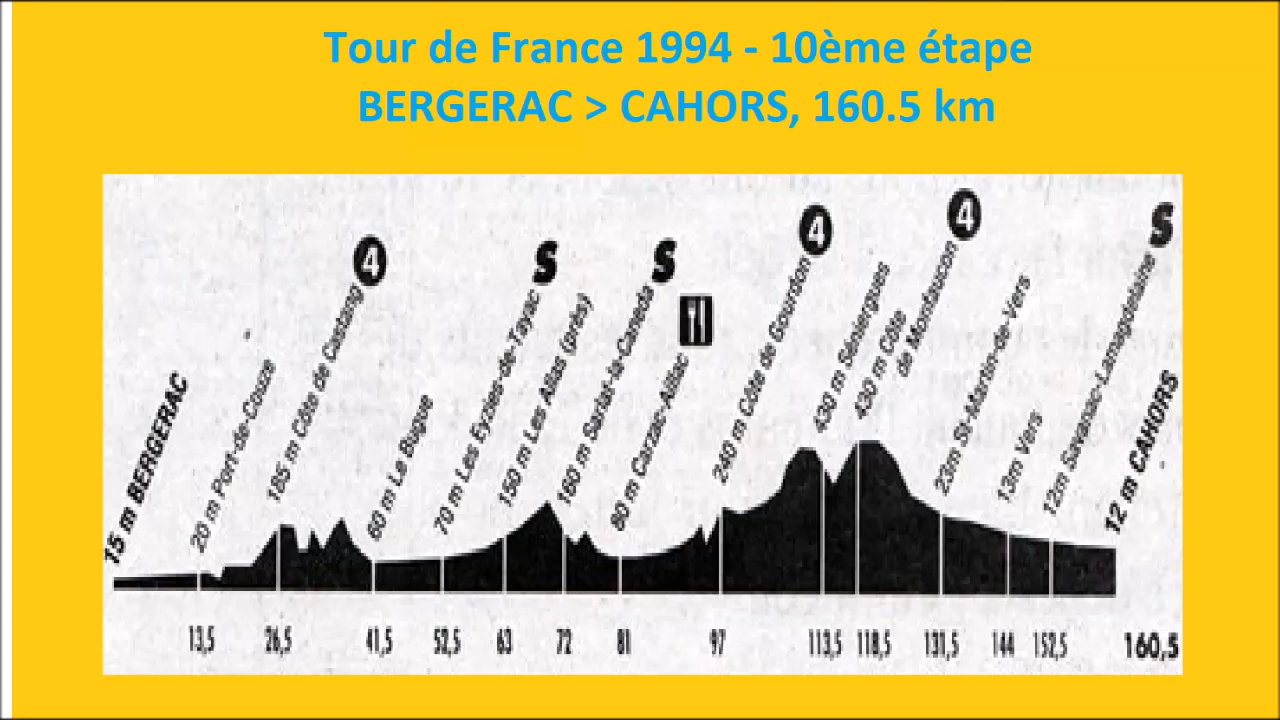 Tour de France 1994 - 10ème étape
BERGERAC > CAHORS, 160.5 km
15 m BERGERAC
20 m Port-de-Couze
185 m Côte de Castang 4
60 m Le Bugue
70 m Les Eyzies-de-Tayac S
150 m Les Allas (près)
160 m Sarlat-la-Caneda S
80 m Carzac-Aillac
240 m Côte de Gourdon 4
430 m Séniergues
430 m Côte
de Montfaucon 4
23m St-Martin-de-Vers
13m Vers
12m Savanac-Lamagdelaine S
12 m CAHORS
13,5 26,5 41,5 52,5 63 72 81 97 113,5 118,5 131,5 144 152,5 160,5